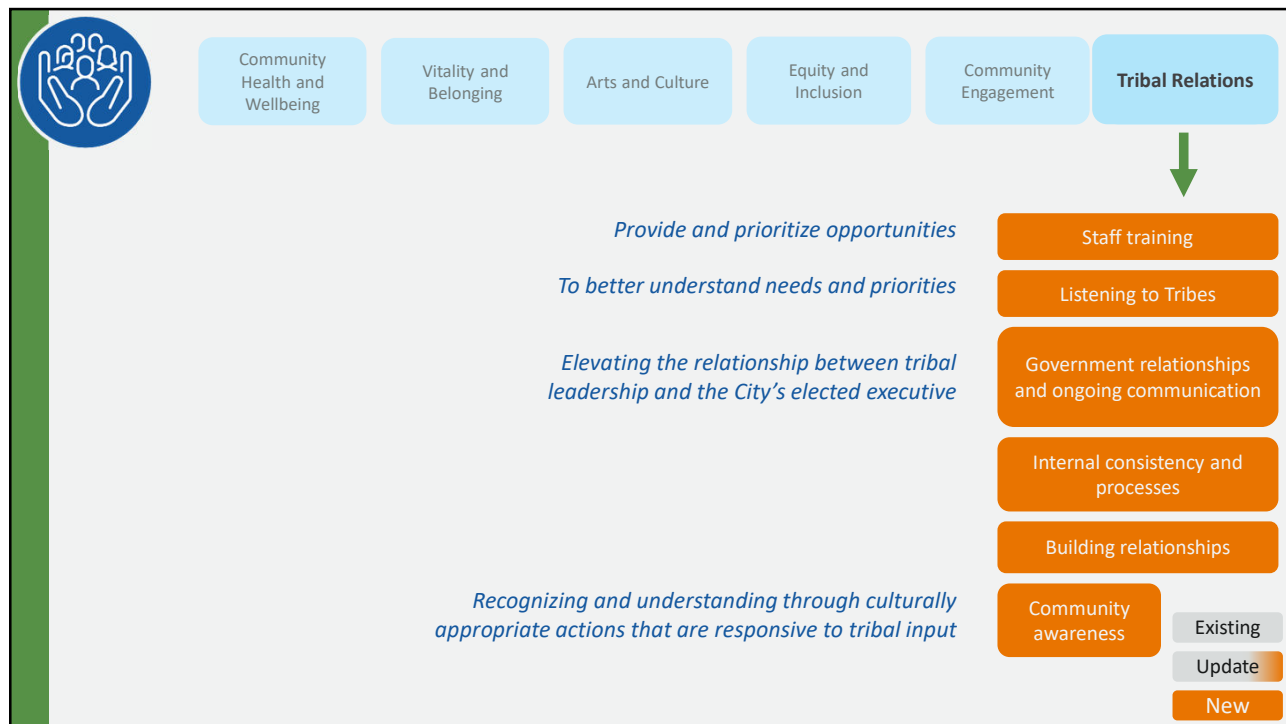 Community
Health and
Wellbeing
Vitality and
Belonging
Arts and Culture
Equity and
Inclusion
Community
Engagement
Tribal Relations
Provide and prioritize opportunities
Staff training
To better understand needs and priorities
Listening to Tribes
Elevating the relationship between tribal
leadership and the City's elected executive
Government relationships
and ongoing communication
Internal consistency and
processes
Building relationships
Recognizing and understanding through culturally
appropriate actions that are responsive to tribal input
Community
awareness
Existing
Update
New